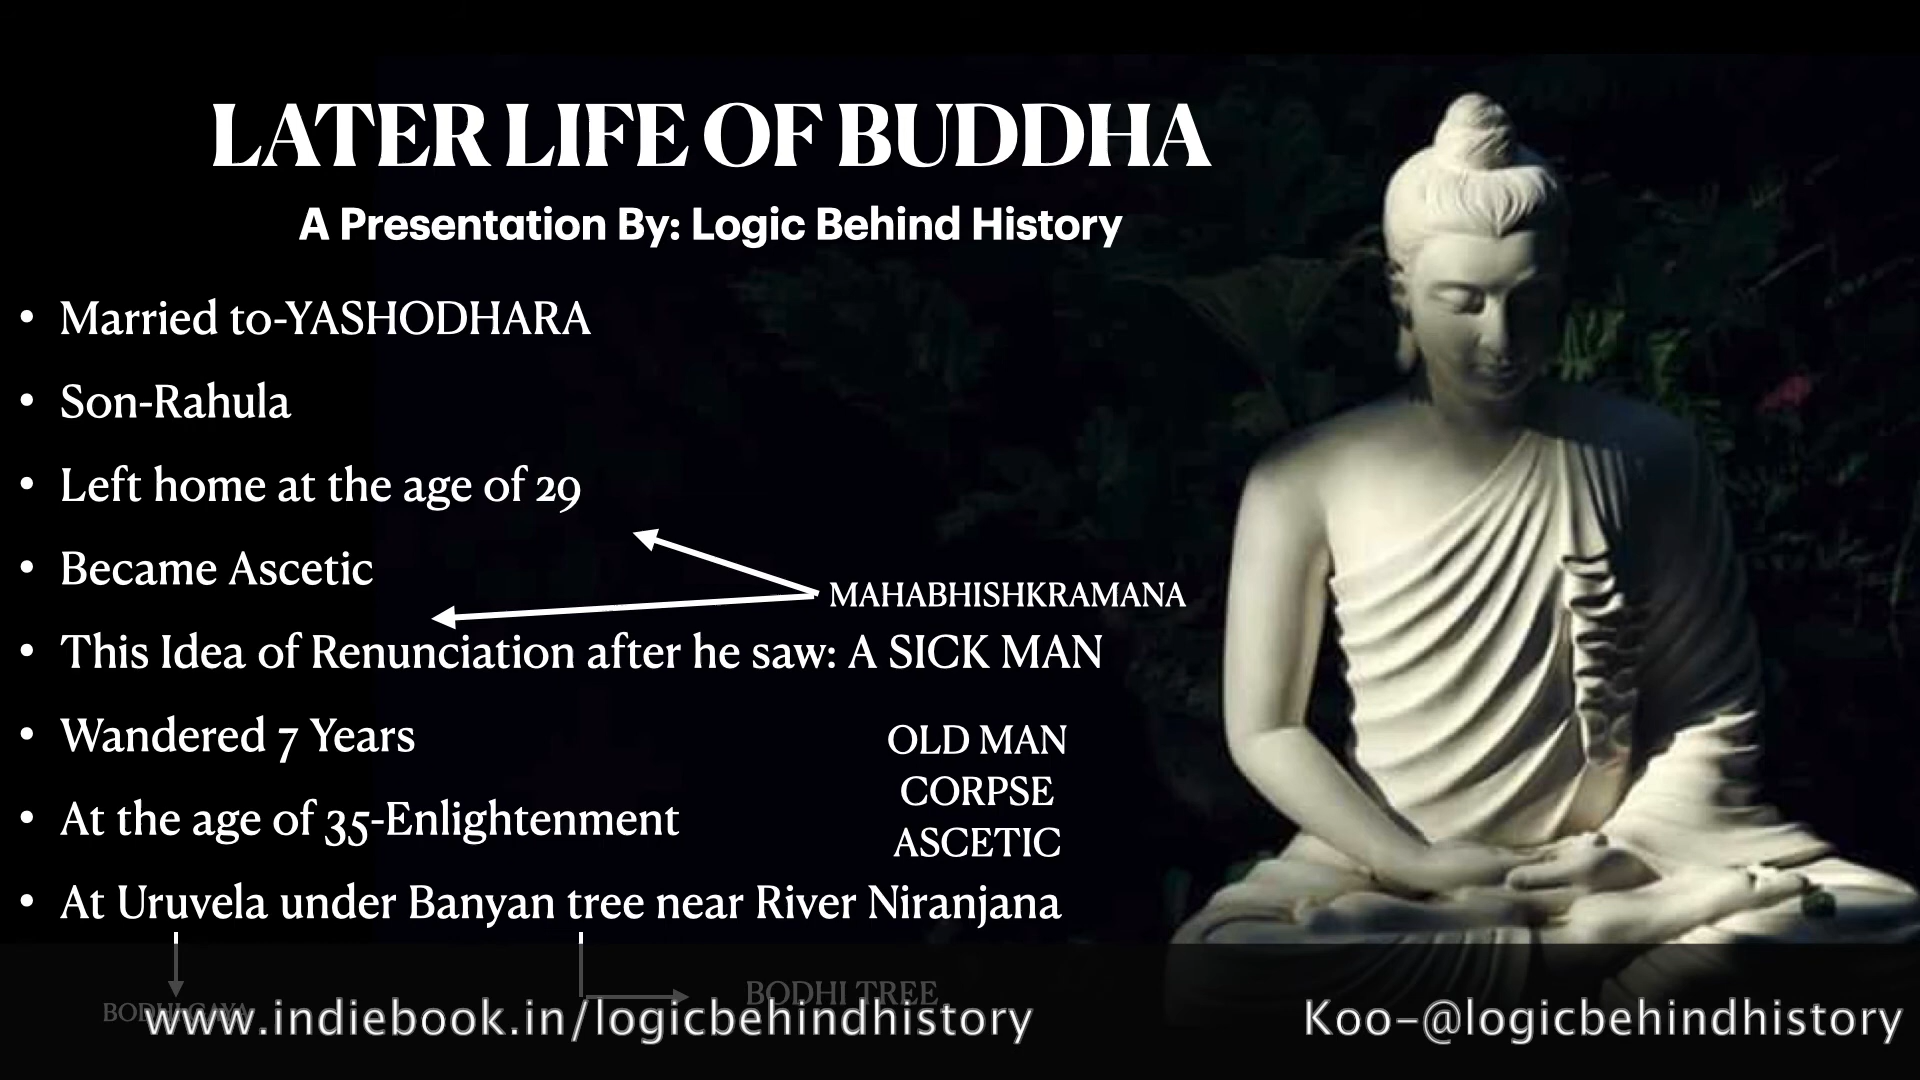 LATER LIFE OF BUDDHA
A Presentation By: Logic Behind History
• Married to-YASHODHARA
• Son-Rahula
• Left home at the age of 29
• Became Ascetic
MAHABHISHKRAMANA
• This Idea of Renunciation after he saw: A SICK MAN
• Wandered 7 Years
OLD MAN
CORPSE
ASCETIC
• At the age of 35-Enlightenment
• At Uruvela under Banyan tree near River Niranjana
BODHI TREE
BODHI GAYA
www.indiebook.in/logicbehindhistory
Koo-@logicbehindhistory